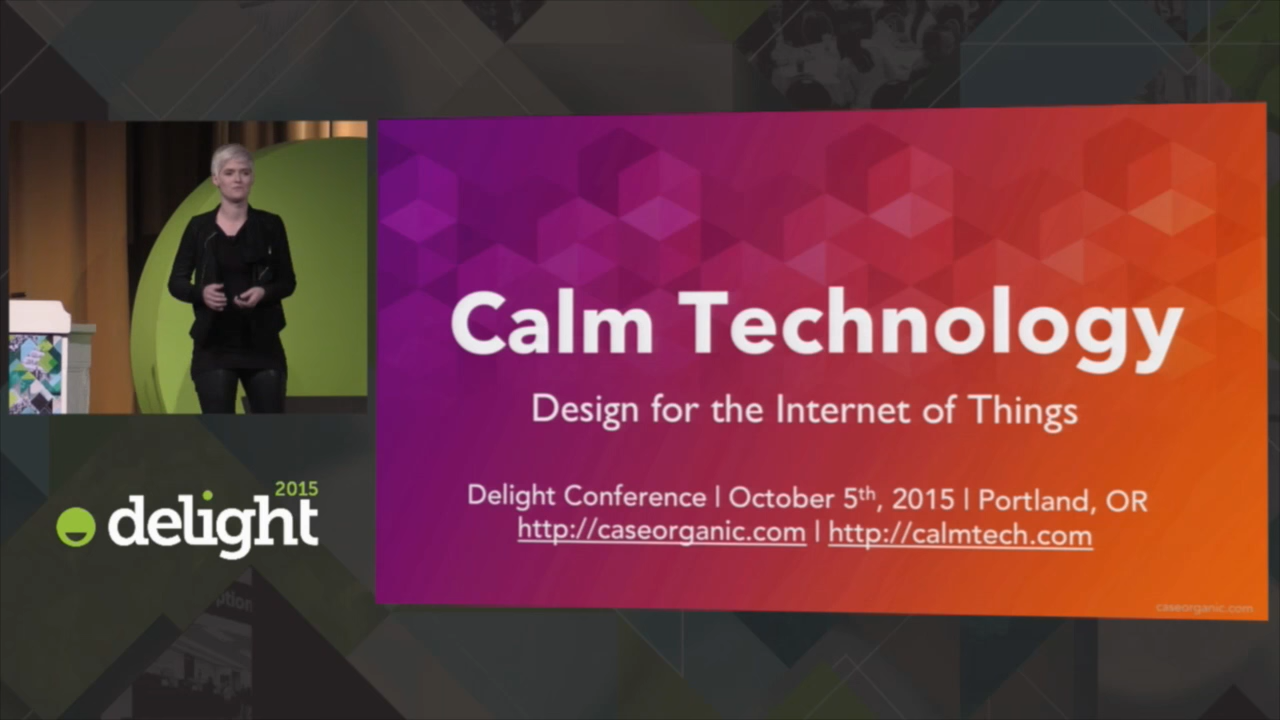 2015
delight
Calm Technology
Design for the Internet of Things
Delight Conference | October 5th, 2015 | Portland, OR
http://caseorganic.com | http://calmtech.com
caseorganic.com
ption